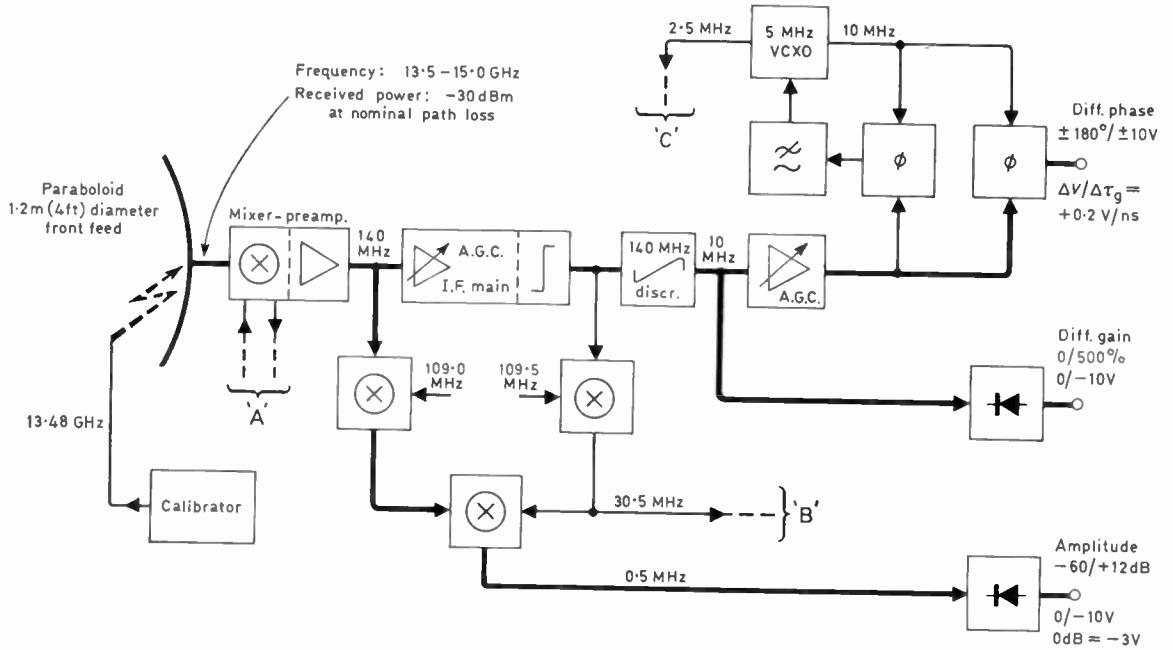 2·5 MHz
5 MHz
VCXO
10 MHz
Frequency: 13·5–15·0 GHz
Received power: –30 dBm
at nominal path loss
'C'
Diff. phase
± 180°/±10V
ϕ
ϕ
ΔV/Δτg =
+0·2 V/ns
Paraboloid
1·2m (4ft) diameter
front feed
Mixer-preamp.
140
MHz
A.G.C.
I.F. main
140 MHz
discr.
10
MHz
A.G.C.
Diff. gain
0/500%
0/–10V
109·0
MHz
109·5
MHz
'A'
13·48 GHz
Calibrator
30·5 MHz
'B'
Amplitude
–60/+12dB
0·5 MHz
0/–10V
0dB = –3V